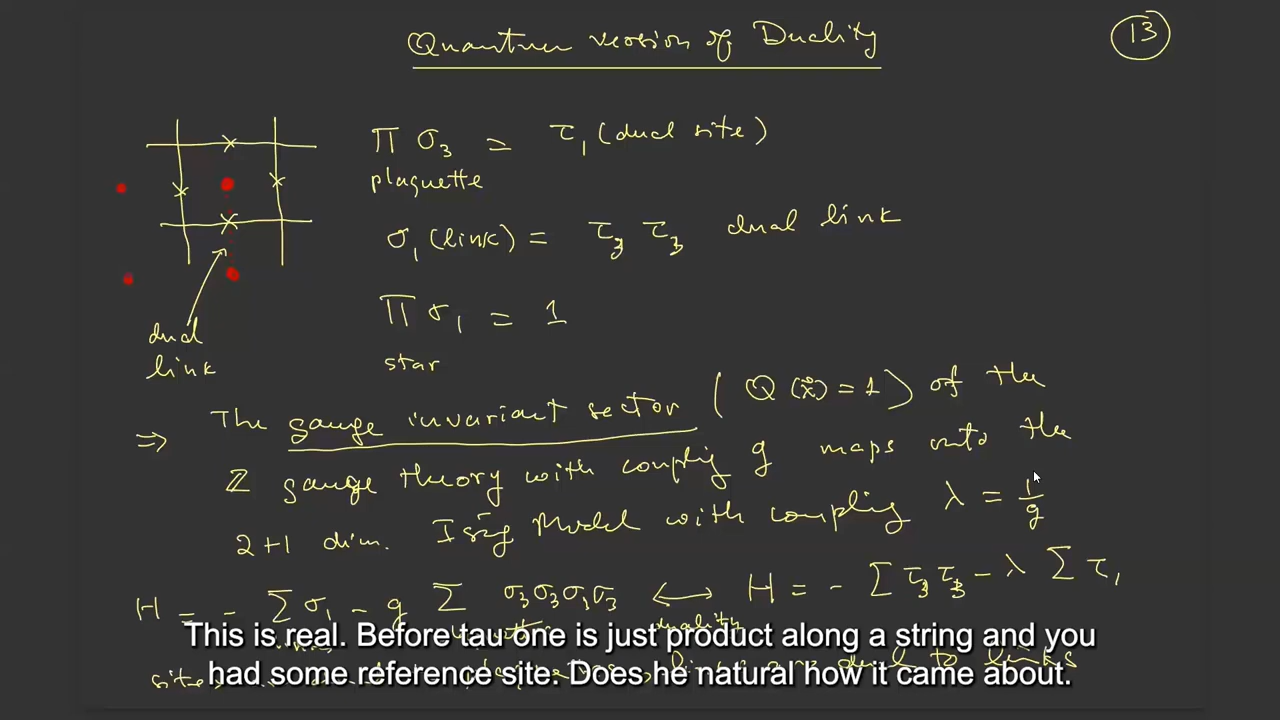 Quantum version of Duality
13
Π σ3 = τ1 (dual site)
plaquette
σ1 (link) = τ3 τ3 dual link
Π σ1 = 1
star
dual
link
⇒ The gauge invariant sector ( Q (x) = 1 ) of the
Z gauge theory with coupling g maps onto the
2+1 dim. Ising Model with coupling λ = 1/g
H = - Σ σ1 - g Σ σ3σ3σ3σ3 ⟷ H = - Σ τ3 τ3 - λ Σ τ1
duality
This is real. Before tau one is just product along a string and you
had some reference site. Does he natural how it came about.